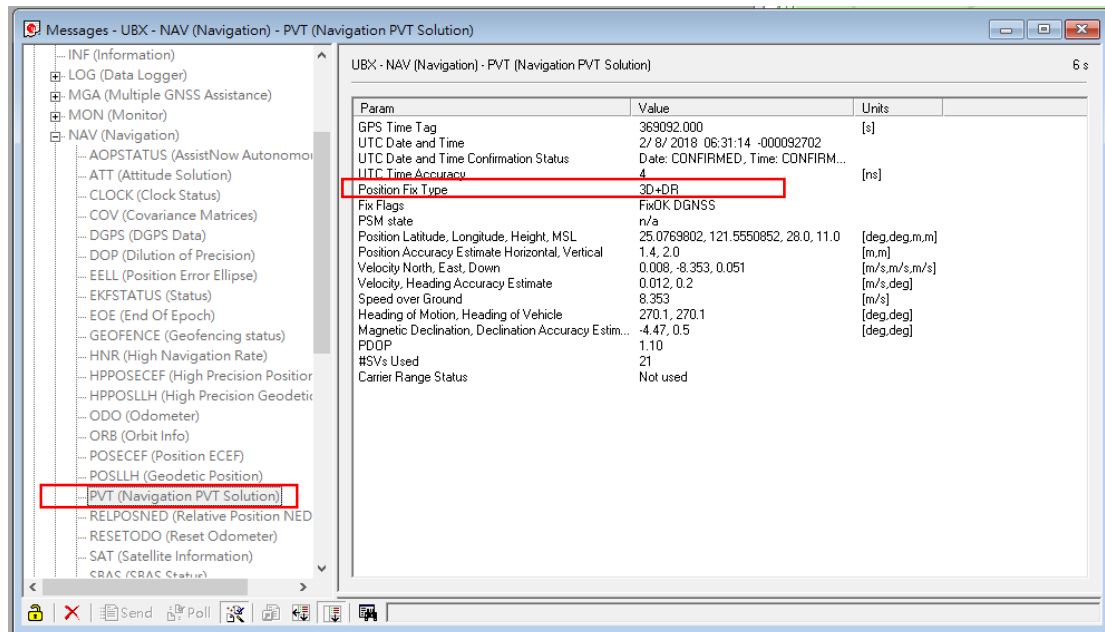 Messages - UBX - NAV (Navigation) - PVT (Navigation PVT Solution)
INF (Information)
LOG (Data Logger)
MGA (Multiple GNSS Assistance)
MON (Monitor)
NAV (Navigation)
AOPSTATUS (AssistNow Autonomou
ATT (Attitude Solution)
CLOCK (Clock Status)
COV (Covariance Matrices)
DGPS (DGPS Data)
DOP (Dilution of Precision)
EELL (Position Error Ellipse)
EKFSTATUS (Status)
EOE (End Of Epoch)
GEOFENCE (Geofencing status)
HNR (High Navigation Rate)
HPPOSECEF (High Precision Position
HPPOSLLH (High Precision Geodetic
ODO (Odometer)
ORB (Orbit Info)
POSECEF (Position ECEF)
POSLLH (Geodetic Position)
PVT (Navigation PVT Solution)
RELPOSNED (Relative Position NED
RESETODO (Reset Odometer)
SAT (Satellite Information)
SBAS (SBAS Status)
UBX - NAV (Navigation) - PVT (Navigation PVT Solution) 6 s
Param Value Units
GPS Time Tag 369092.000 [s]
UTC Date and Time 2/ 8/ 2018 06:31:14 -000092702
UTC Date and Time Confirmation Status Date: CONFIRMED, Time: CONFIRM...
UTC Time Accuracy 4 [ns]
Position Fix Type 3D+DR
Fix Flags FixOK DGNSS
PSM state n/a
Position Latitude, Longitude, Height, MSL 25.0769802, 121.5550852, 28.0, 11.0 [deg,deg,m,m]
Position Accuracy Estimate Horizontal, Vertical 1.4, 2.0 [m,m]
Velocity North, East, Down 0.008, -8.353, 0.051 [m/s,m/s,m/s]
Velocity, Heading Accuracy Estimate 0.012, 0.2 [m/s,deg]
Speed over Ground 8.353 [m/s]
Heading of Motion, Heading of Vehicle 270.1, 270.1 [deg,deg]
Magnetic Declination, Declination Accuracy Estim... -4.47, 0.5 [deg,deg]
PDOP 1.10
#SVs Used 21
Carrier Range Status Not used
Send Poll